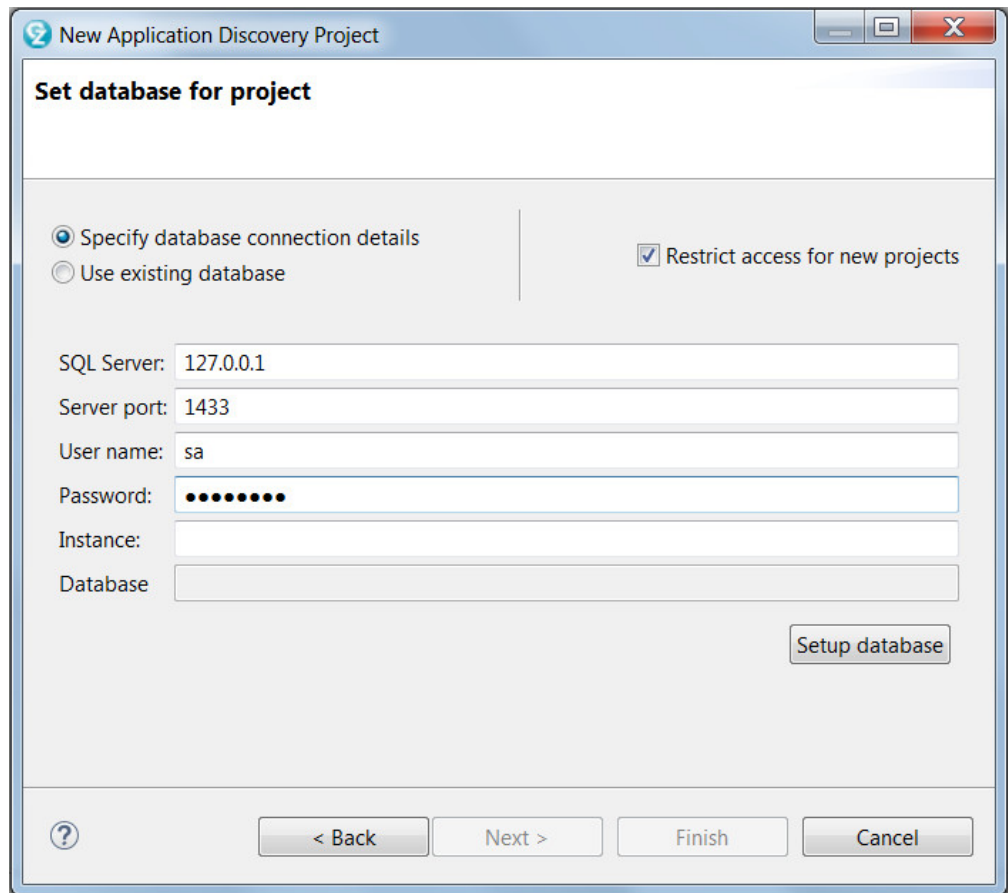 New Application Discovery Project
Set database for project
Specify database connection details
Use existing database
Restrict access for new projects
SQL Server: 127.0.0.1
Server port: 1433
User name: sa
Password: ●●●●●●●●
Instance:
Database
Setup database
? < Back Next > Finish Cancel